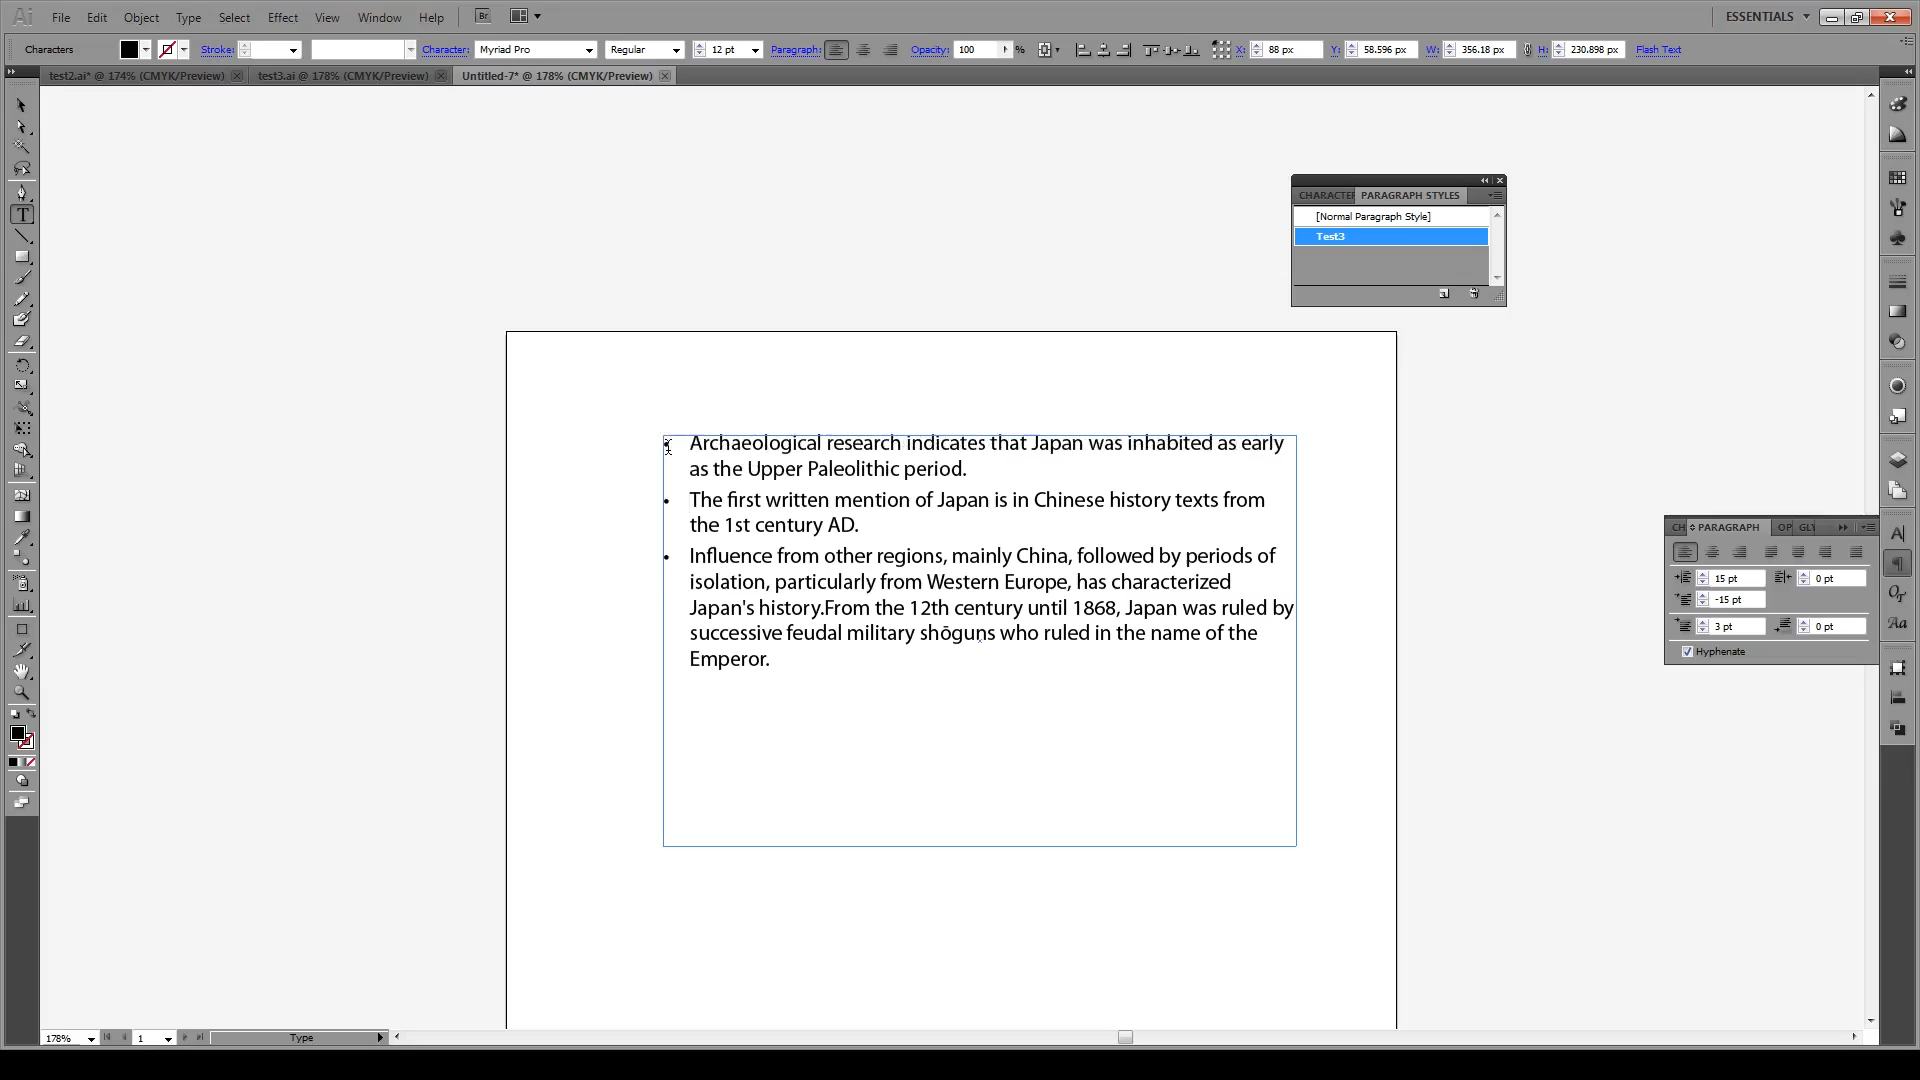 Ai File Edit Object Type Select Effect View Window Help Br ESSENTIALS
Characters Stroke: Character: Myriad Pro Regular 12 pt Paragraph: Opacity: 100 % X: 88 px Y: 58.596 px W: 356.18 px H: 230.898 px Flash Text
test2.ai* @ 174% (CMYK/Preview) test3.ai @ 178% (CMYK/Preview) Untitled-7* @ 178% (CMYK/Preview)
CHARACTER PARAGRAPH STYLES
[Normal Paragraph Style]
Test3
• Archaeological research indicates that Japan was inhabited as early
as the Upper Paleolithic period.
• The first written mention of Japan is in Chinese history texts from
the 1st century AD.
• Influence from other regions, mainly China, followed by periods of
isolation, particularly from Western Europe, has characterized
Japan's history.From the 12th century until 1868, Japan was ruled by
successive feudal military shōguns who ruled in the name of the
Emperor.
CH PARAGRAPH OP GLY
15 pt 0 pt
-15 pt
3 pt 0 pt
Hyphenate
178% 1 Type